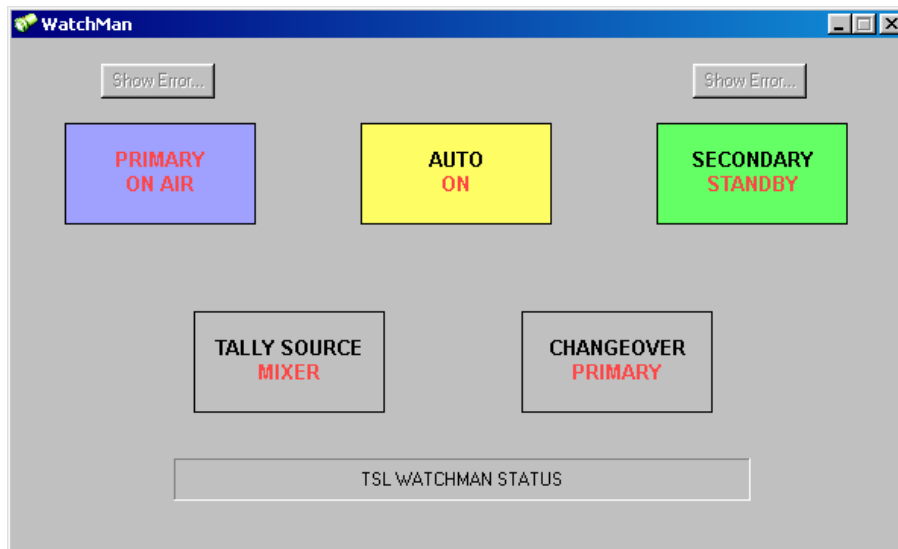 WatchMan
Show Error...
Show Error...
PRIMARY
ON AIR
AUTO
ON
SECONDARY
STANDBY
TALLY SOURCE
MIXER
CHANGEOVER
PRIMARY
TSL WATCHMAN STATUS